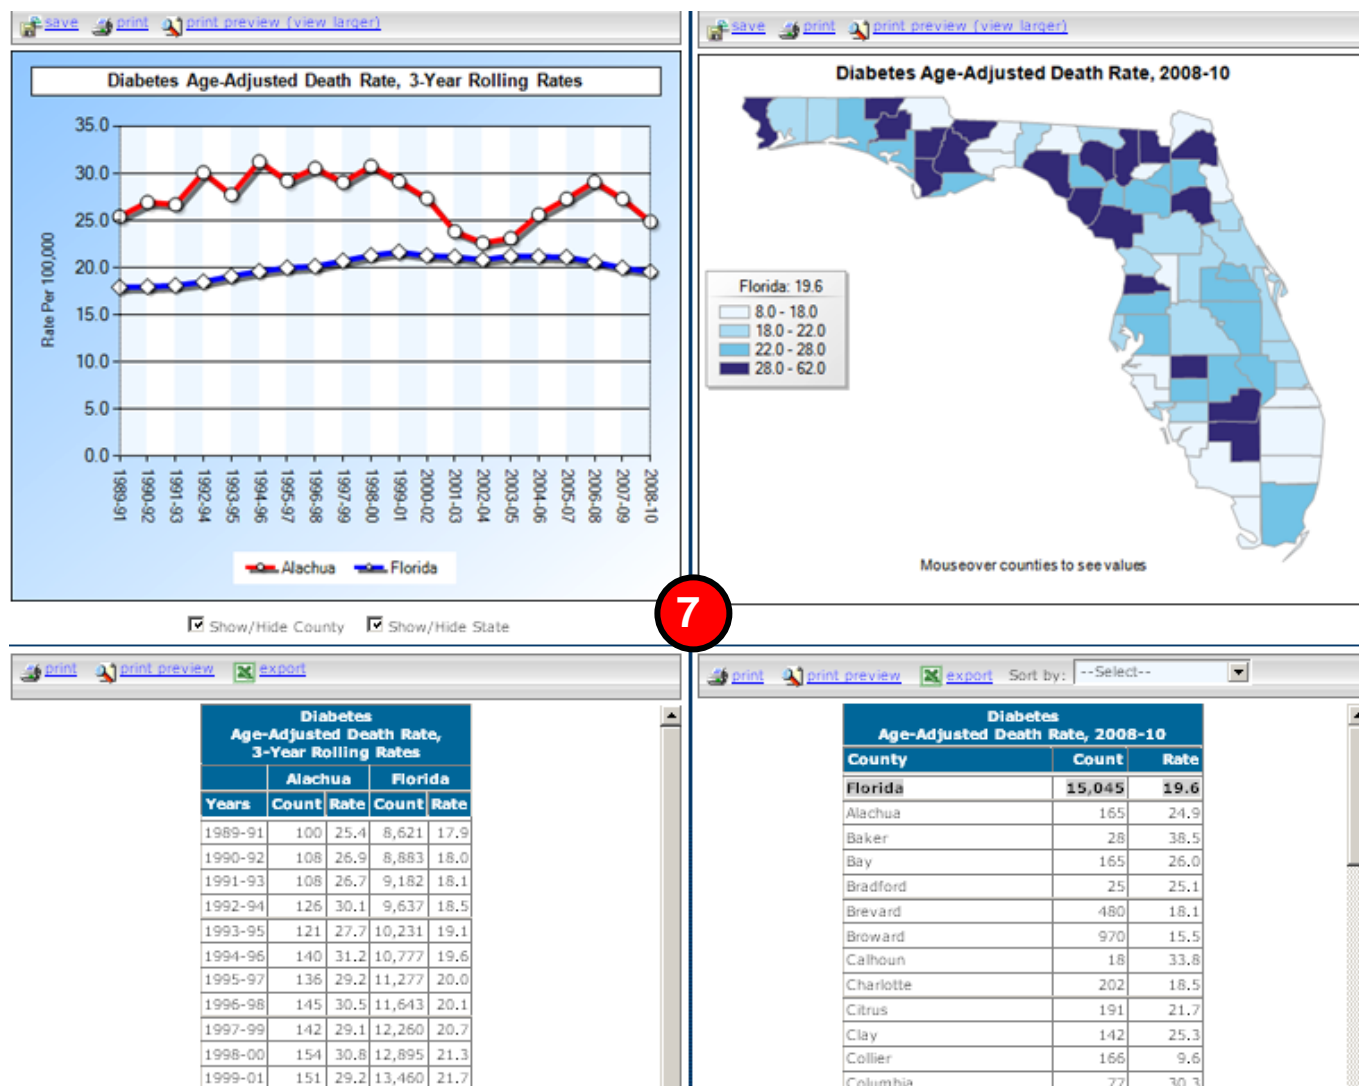 save print print preview (view larger)
Diabetes Age-Adjusted Death Rate, 3-Year Rolling Rates
Rate Per 100,000
35.0
30.0
25.0
20.0
15.0
10.0
5.0
0.0
1989-91 1990-92 1991-93 1992-94 1993-95 1994-96 1995-97 1996-98 1997-99 1998-00 1999-01 2000-02 2001-03 2002-04 2003-05 2004-06 2005-07 2006-08 2007-09 2008-10
Alachua Florida
Show/Hide County Show/Hide State
save print print preview (view larger)
Diabetes Age-Adjusted Death Rate, 2008-10
Florida: 19.6
8.0 - 18.0
18.0 - 22.0
22.0 - 28.0
28.0 - 62.0
Mouseover counties to see values
7
print print preview export
Diabetes
Age-Adjusted Death Rate,
3-Year Rolling Rates
Alachua Florida
Years Count Rate Count Rate
1989-91 100 25.4 8,621 17.9
1990-92 108 26.9 8,883 18.0
1991-93 108 26.7 9,182 18.1
1992-94 126 30.1 9,637 18.5
1993-95 121 27.7 10,231 19.1
1994-96 140 31.2 10,777 19.6
1995-97 136 29.2 11,277 20.0
1996-98 145 30.5 11,643 20.1
1997-99 142 29.1 12,260 20.7
1998-00 154 30.8 12,895 21.3
1999-01 151 29.2 13,460 21.7
print print preview export Sort by: --Select--
Diabetes
Age-Adjusted Death Rate, 2008-10
County Count Rate
Florida 15,045 19.6
Alachua 165 24.9
Baker 28 38.5
Bay 165 26.0
Bradford 25 25.1
Brevard 480 18.1
Broward 970 15.5
Calhoun 18 33.8
Charlotte 202 18.5
Citrus 191 21.7
Clay 142 25.3
Collier 166 9.6
Columbia 77 30.3